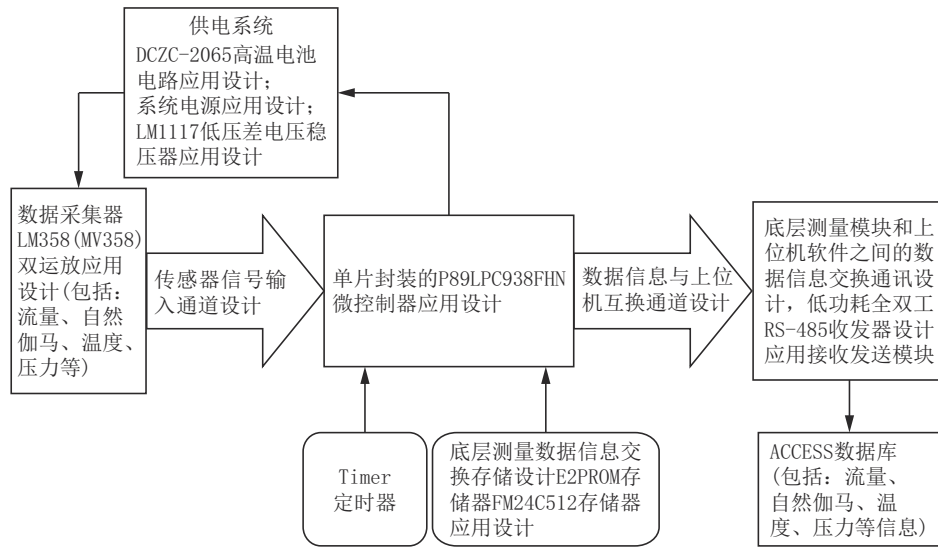 供电系统
DCZC-2065高温电池
电路应用设计；
系统电源应用设计；
LM1117低压差电压稳
压器应用设计
数据采集器
LM358(MV358)
双运放应用
设计(包括：
流量、自然
伽马、温度、
压力等)
传感器信号输
入通道设计
单片封装的P89LPC938FHN
微控制器应用设计
数据信息与上位
机互换通道设计
底层测量模块和上
位机软件之间的数
据信息交换通讯设
计，低功耗全双工
RS-485收发器设计
应用接收发送模块
Timer
定时器
底层测量数据信息交
换存储设计E2PROM存
储器FM24C512存储器
应用设计
ACCESS数据库
(包括：流量、
自然伽马、温
度、压力等信息)